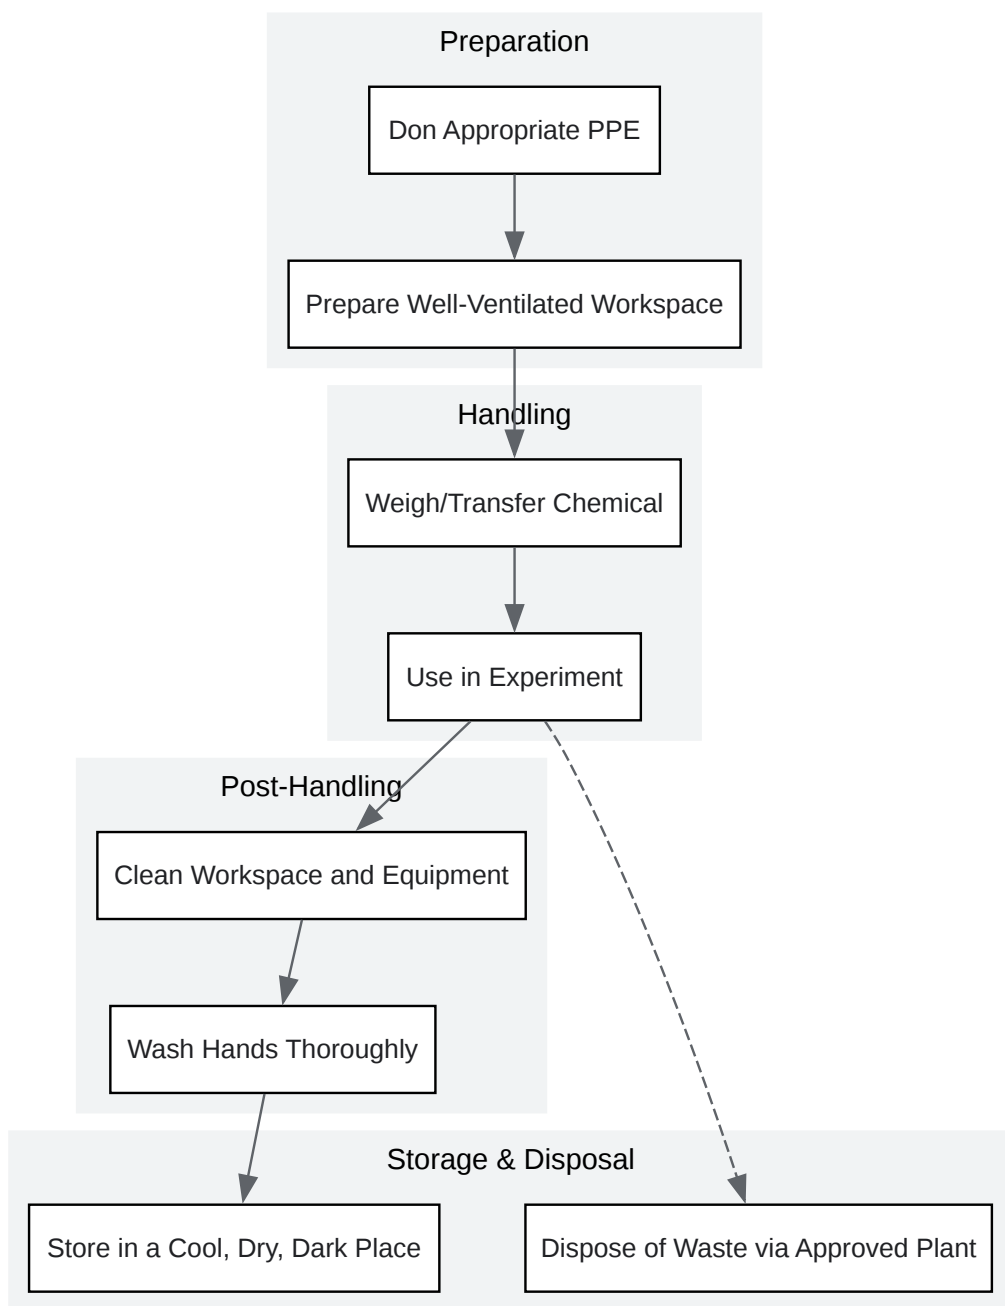 Preparation
Don Appropriate PPE
Prepare Well-Ventilated Workspace
Handling
Weigh/Transfer Chemical
Use in Experiment
Post-Handling
Clean Workspace and Equipment
Wash Hands Thoroughly
Storage & Disposal
Store in a Cool, Dry, Dark Place
Dispose of Waste via Approved Plant